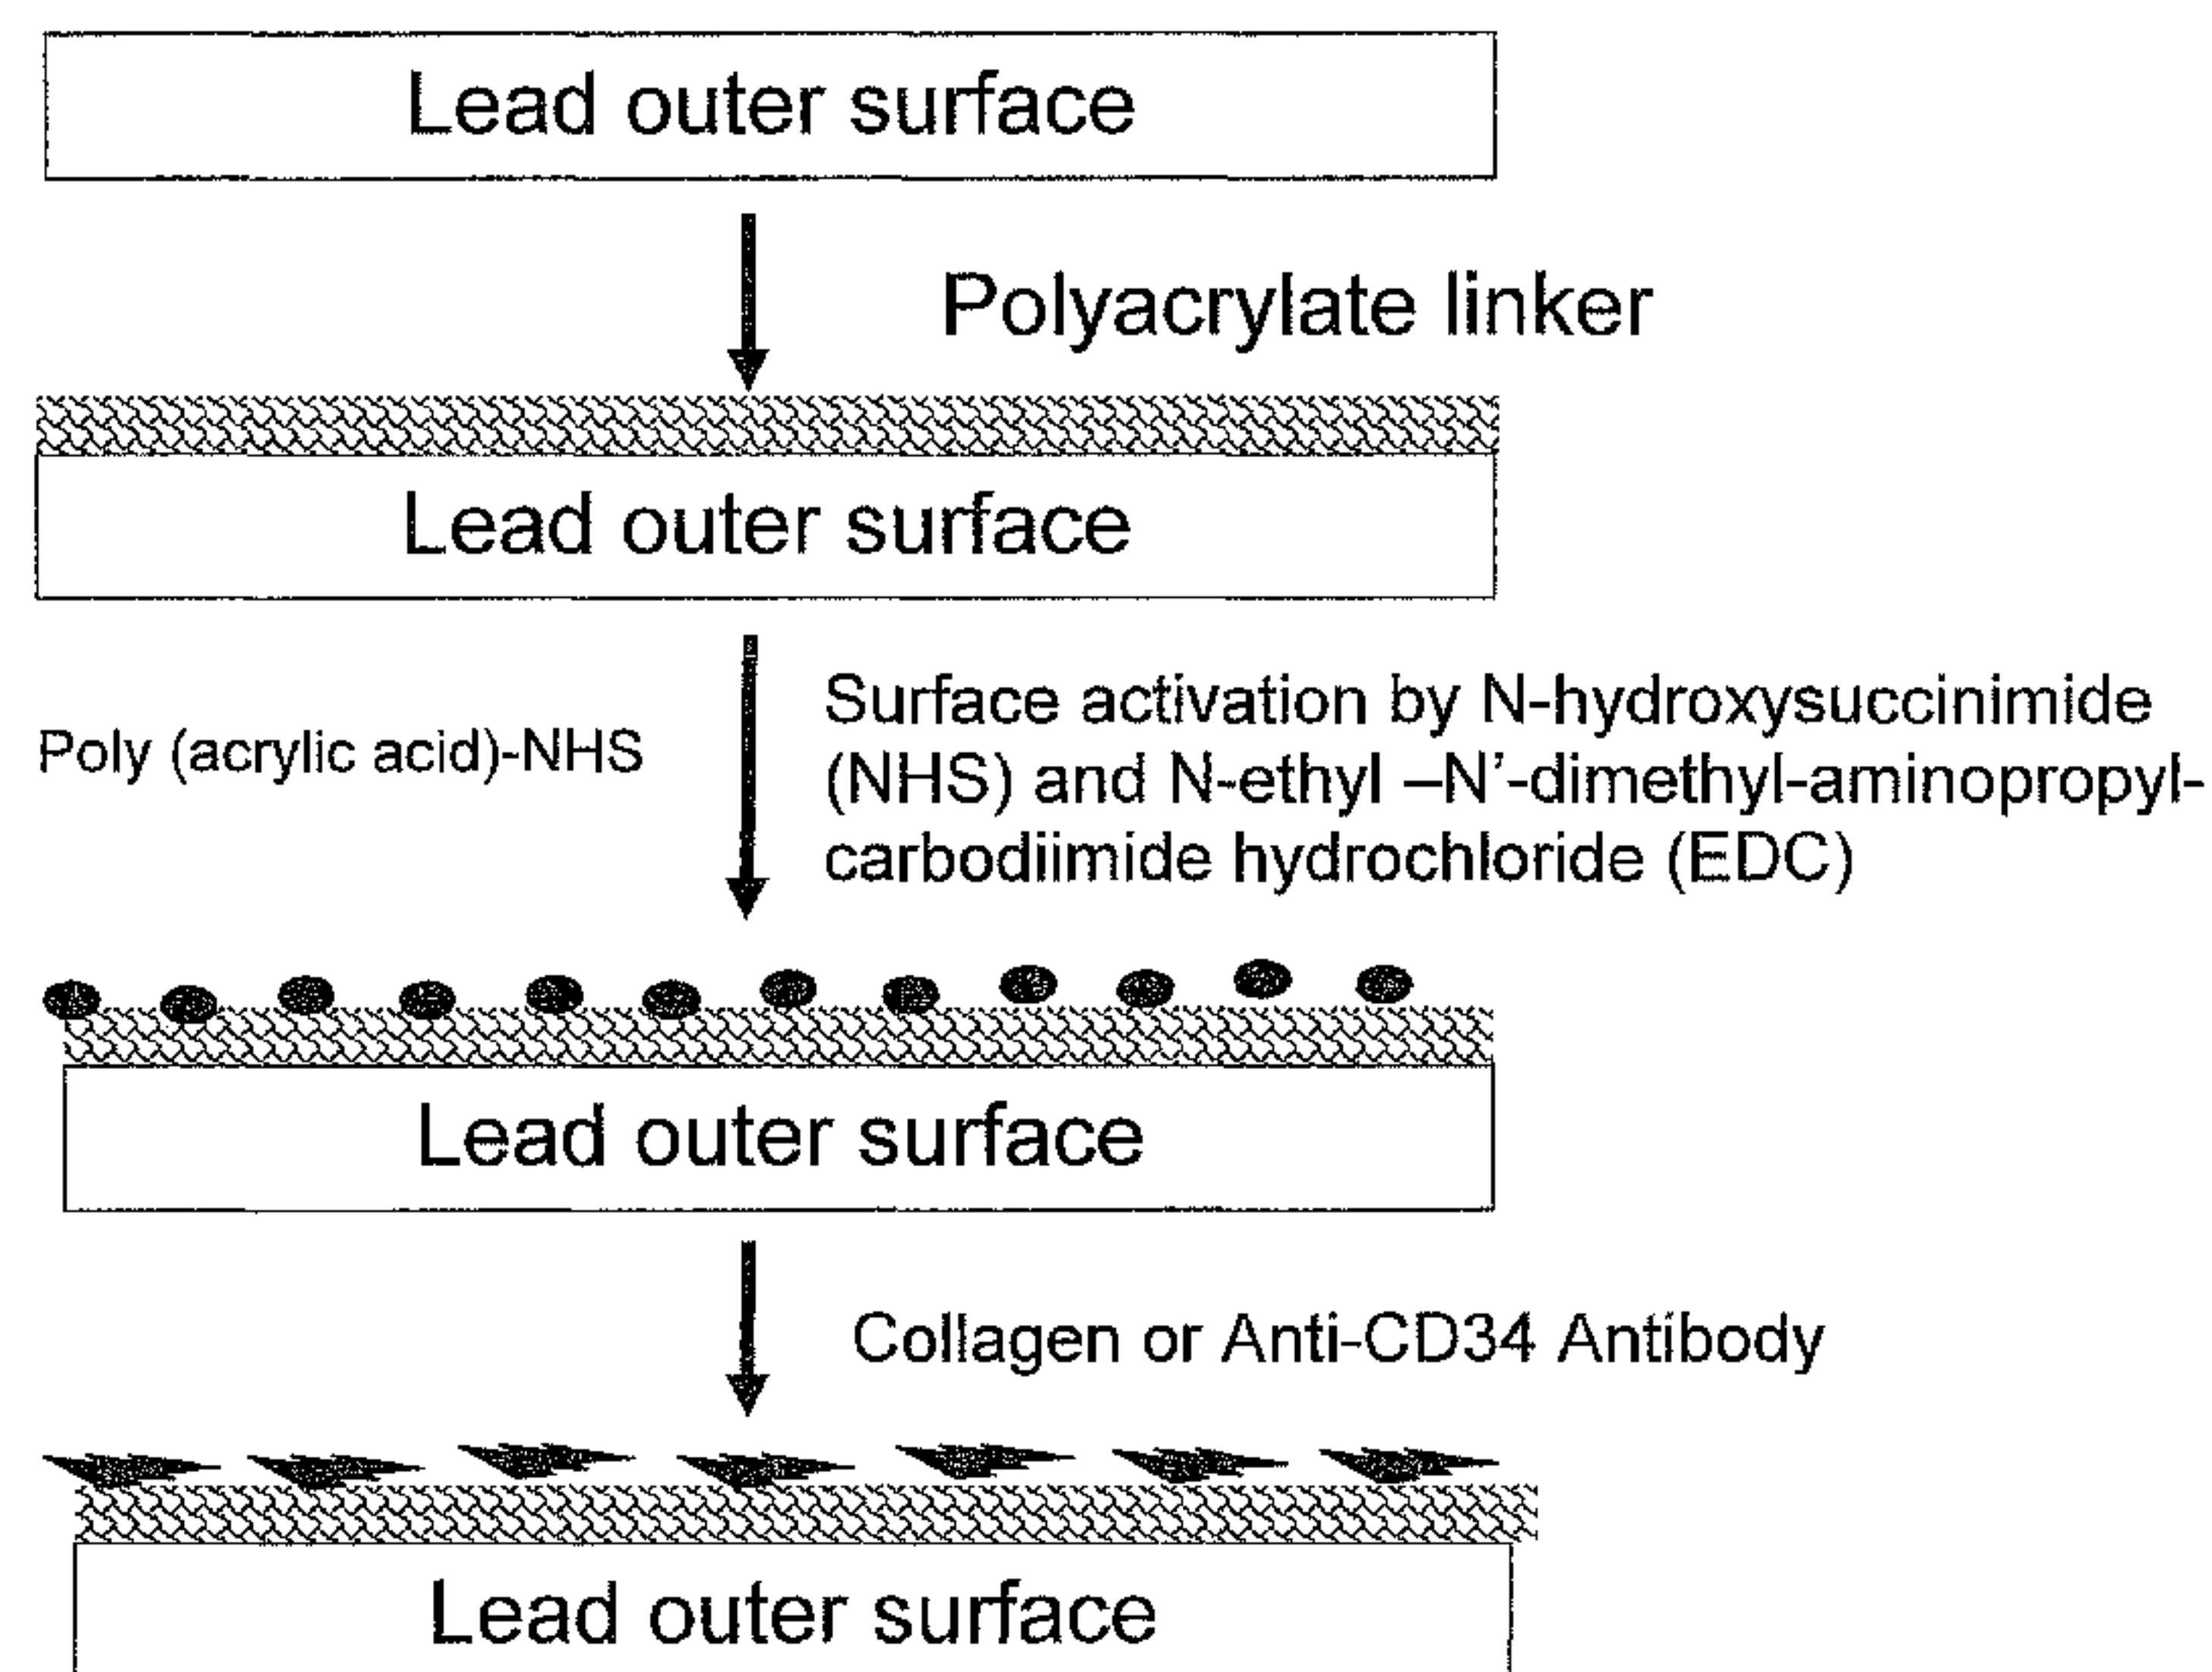 Lead outer surface
Polyacrylate linker
Lead outer surface
Poly (acrylic acid)-NHS
Surface activation by N-hydroxysuccinimide
(NHS) and N-ethyl –N’-dimethyl-aminopropyl-
carbodiimide hydrochloride (EDC)
Lead outer surface
Collagen or Anti-CD34 Antibody
Lead outer surface